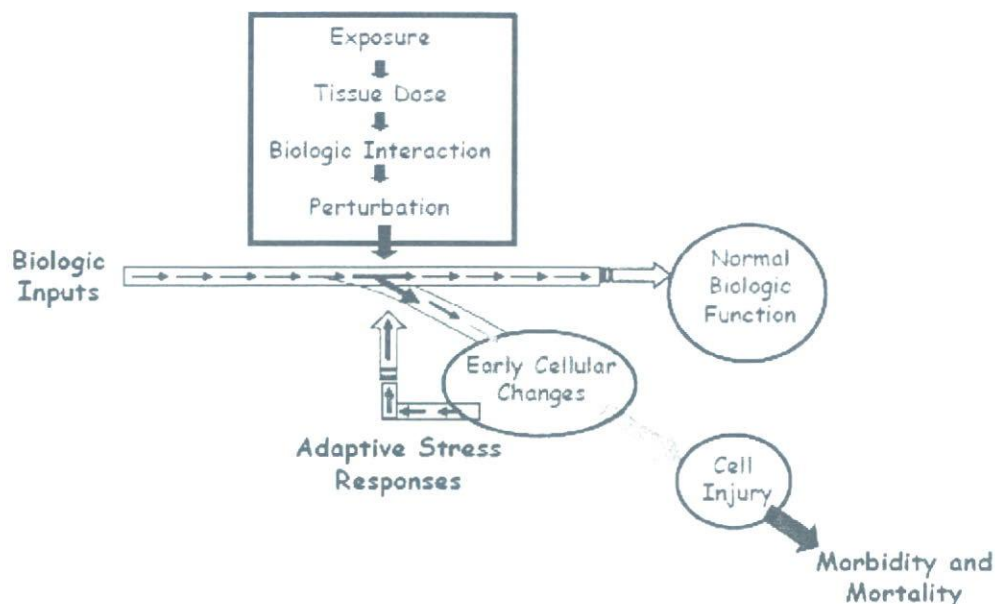 Exposure
Tissue Dose
Biologic Interaction
Perturbation
Biologic
Inputs
Normal
Biologic
Function
Early Cellular
Changes
Adaptive Stress
Responses
Cell
Injury
Morbidity and
Mortality